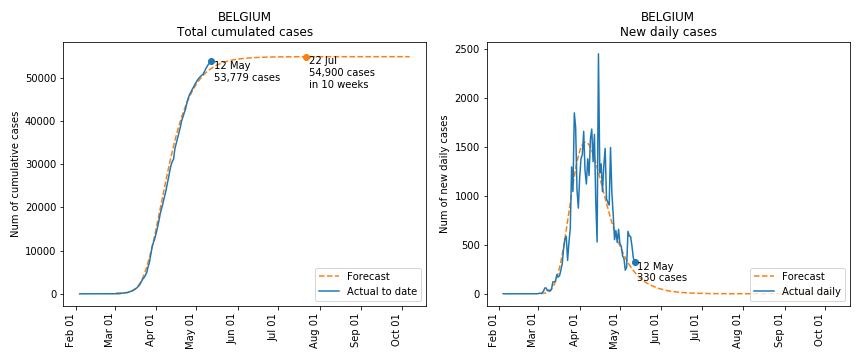 BELGIUM
Total cumulated cases
Num of cumulative cases
50000
40000
30000
20000
10000
0
12 May
53,779 cases
22 Jul
54,900 cases
in 10 weeks
Forecast
Actual to date
Feb 01
Mar 01
Apr 01
May 01
Jun 01
Jul 01
Aug 01
Sep 01
Oct 01
BELGIUM
New daily cases
Num of new daily cases
2500
2000
1500
1000
500
0
12 May
330 cases
Forecast
Actual daily
Feb 01
Mar 01
Apr 01
May 01
Jun 01
Jul 01
Aug 01
Sep 01
Oct 01